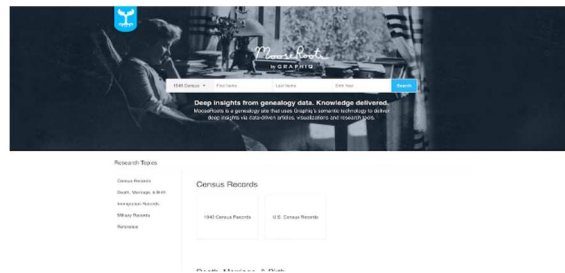 MooseRoots
BY GRAPHIQ
1940 Census
First Name
Last Name
Birth Year
Search
Deep insights from genealogy data. Knowledge delivered.
MooseRoots is a genealogy site that uses Graphiq's semantic technology to deliver
deep insights via data-driven articles, visualizations and research tools.
Research Topics
Census Records
Death, Marriage, & Birth
Immigration Records
Military Records
Reference
Census Records
1940 Census Records
U.S. Census Records
Death, Marriage, & Birth